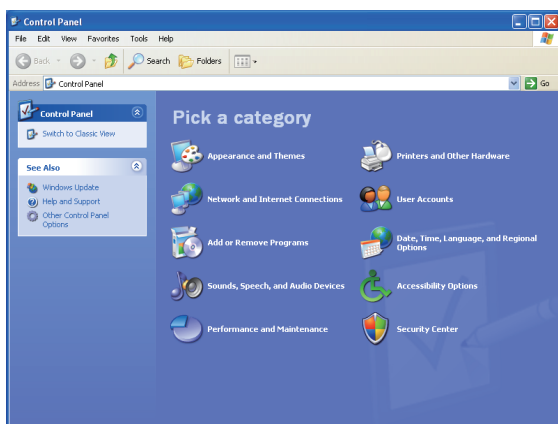 Control Panel
File Edit View Favorites Tools Help
Back Search Folders
Address Control Panel Go
Control Panel
Switch to Classic View
See Also
Windows Update
Help and Support
Other Control Panel
Options
Pick a category
Appearance and Themes
Printers and Other Hardware
Network and Internet Connections
User Accounts
Add or Remove Programs
Date, Time, Language, and Regional
Options
Sounds, Speech, and Audio Devices
Accessibility Options
Performance and Maintenance
Security Center